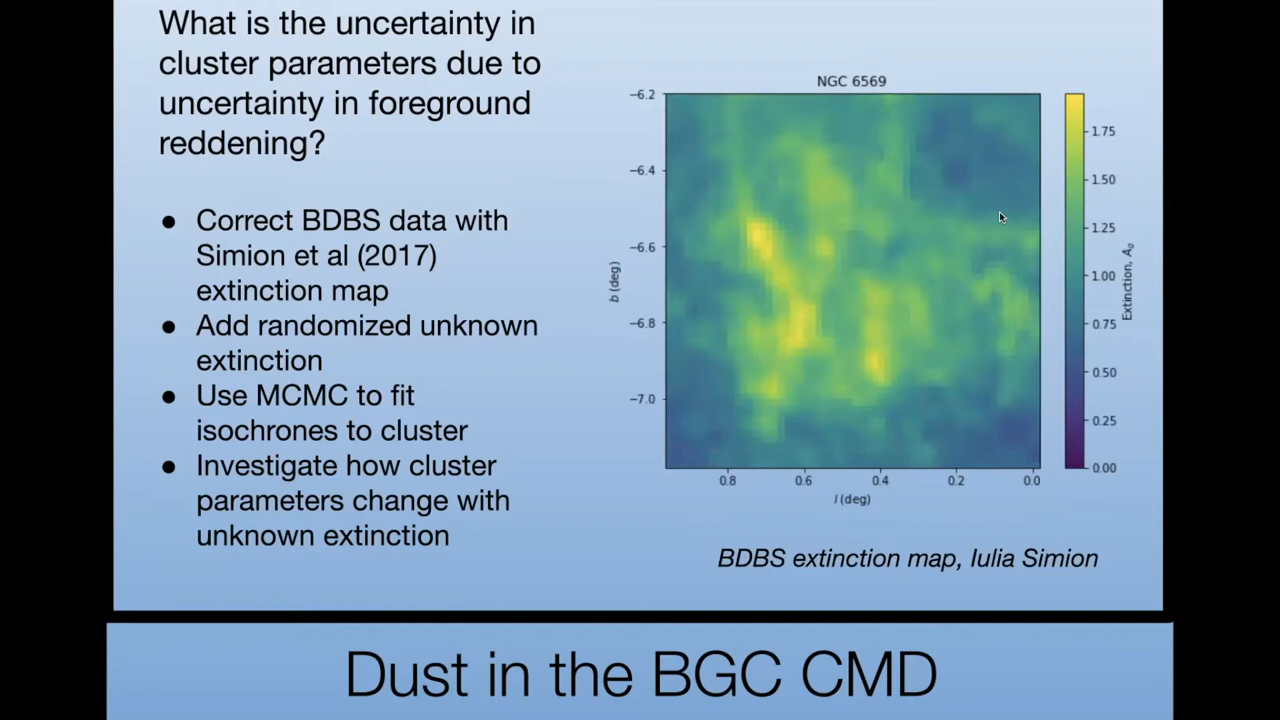 What is the uncertainty in
cluster parameters due to
uncertainty in foreground
reddening?
● Correct BDBS data with
Simion et al (2017)
extinction map
● Add randomized unknown
extinction
● Use MCMC to fit
isochrones to cluster
● Investigate how cluster
parameters change with
unknown extinction
NGC 6569
−6.2
−6.4
−6.6
−6.8
−7.0
b (deg)
0.8 0.6 0.4 0.2 0.0
l (deg)
1.75
1.50
1.25
1.00
0.75
0.50
0.25
0.00
Extinction, A_g
BDBS extinction map, Iulia Simion
Dust in the BGC CMD